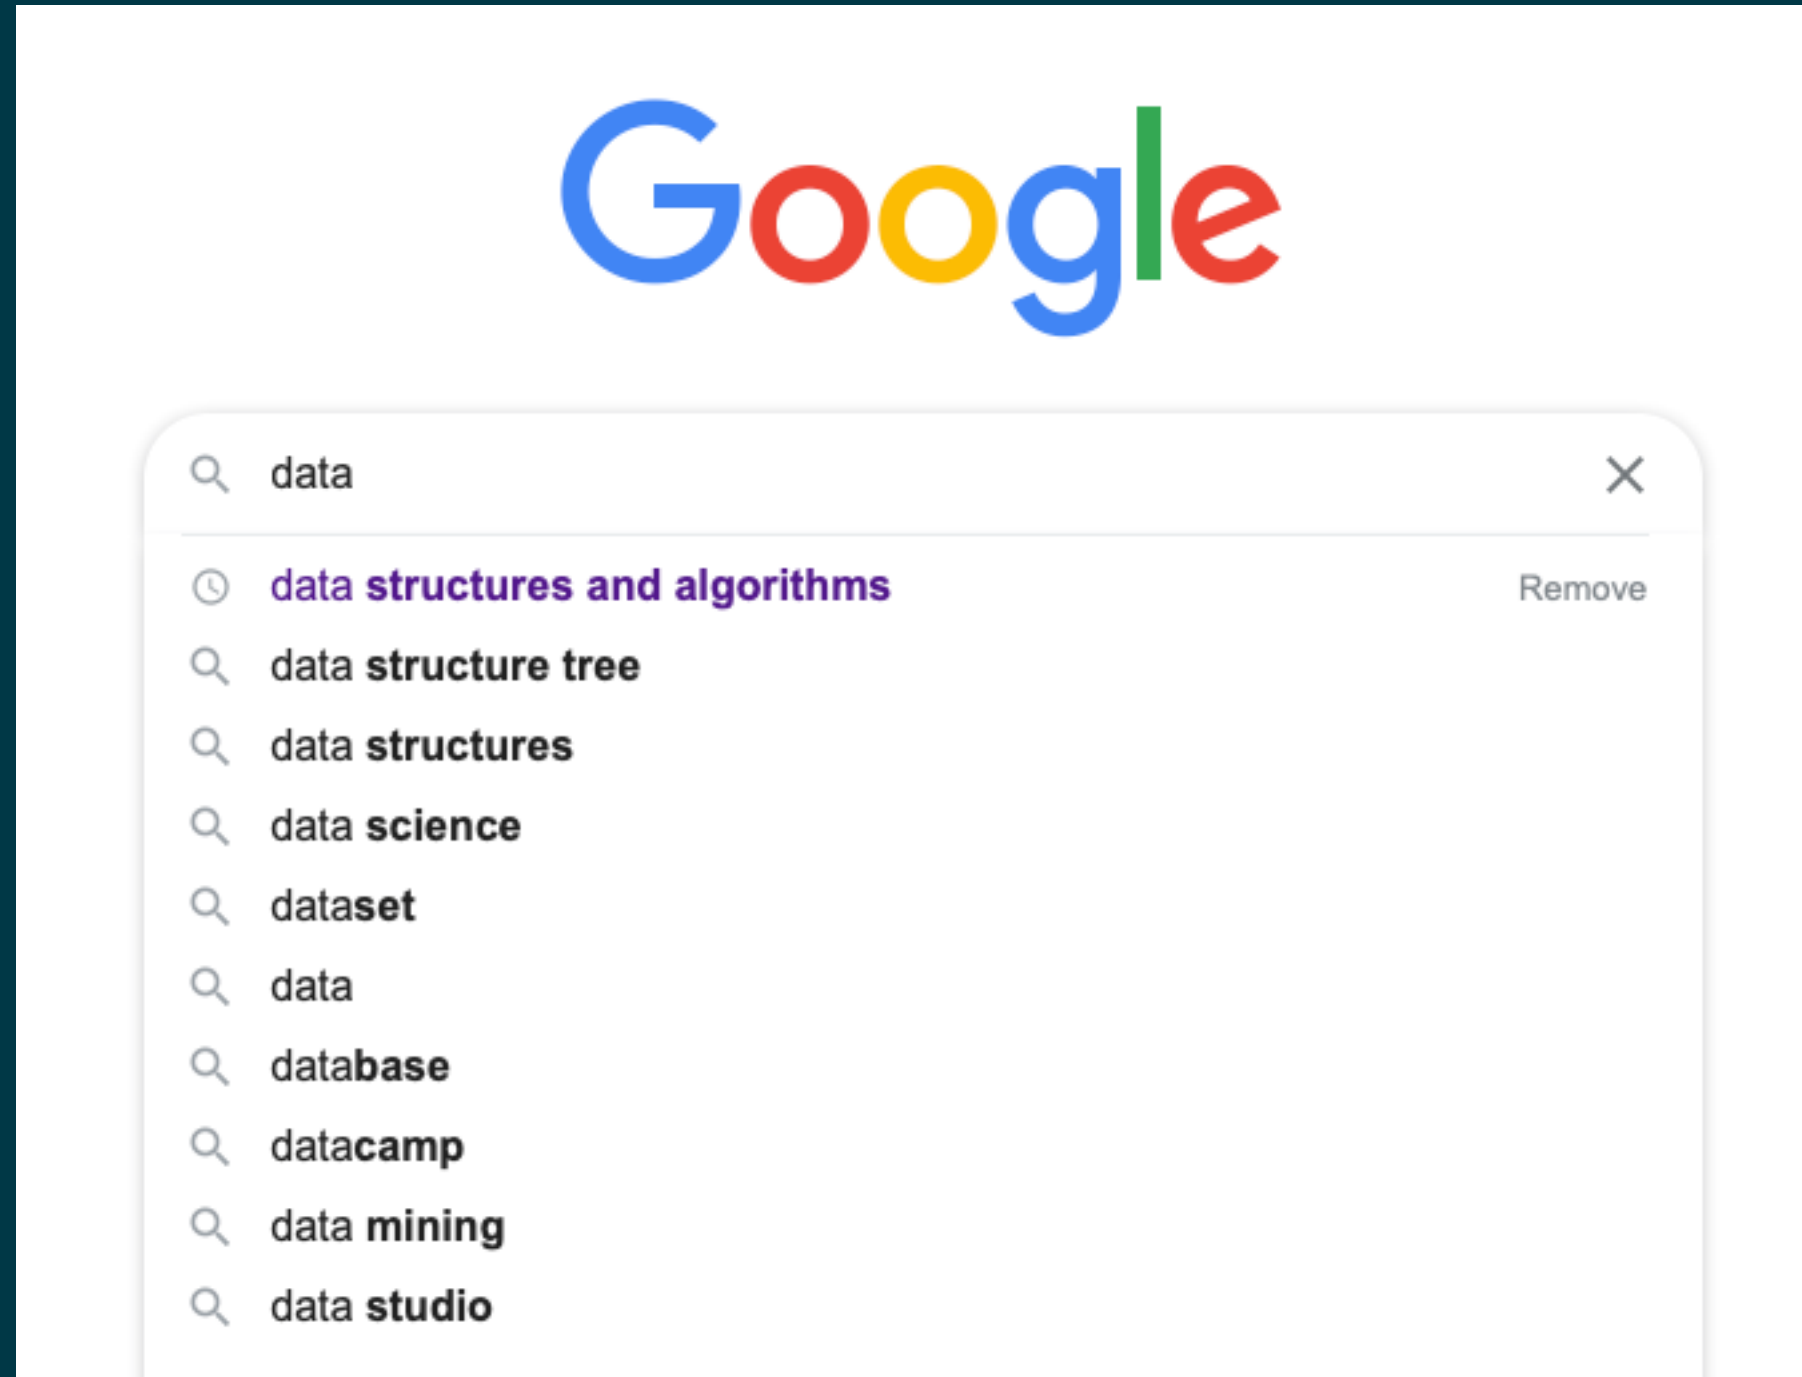 Google
data
data structures and algorithms Remove
data structure tree
data structures
data science
dataset
data
database
datacamp
data mining
data studio